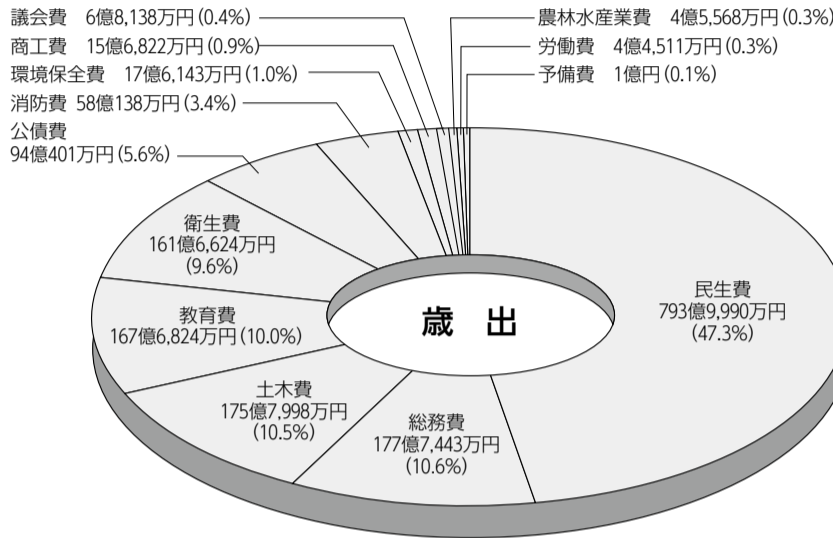 議会費 6億8,138万円(0.4%)
商工費 15億6,822万円(0.9%)
環境保全費 17億6,143万円(1.0%)
消防費 58億138万円(3.4%)
公債費
94億401万円(5.6%)
農林水産業費 4億5,568万円(0.3%)
労働費 4億4,511万円(0.3%)
予備費 1億円(0.1%)
衛生費
161億6,624万円
(9.6%)
教育費
167億6,824万円(10.0%)
土木費
175億7,998万円
(10.5%)
総務費
177億7,443万円
(10.6%)
民生費
793億9,990万円
(47.3%)
歳 出